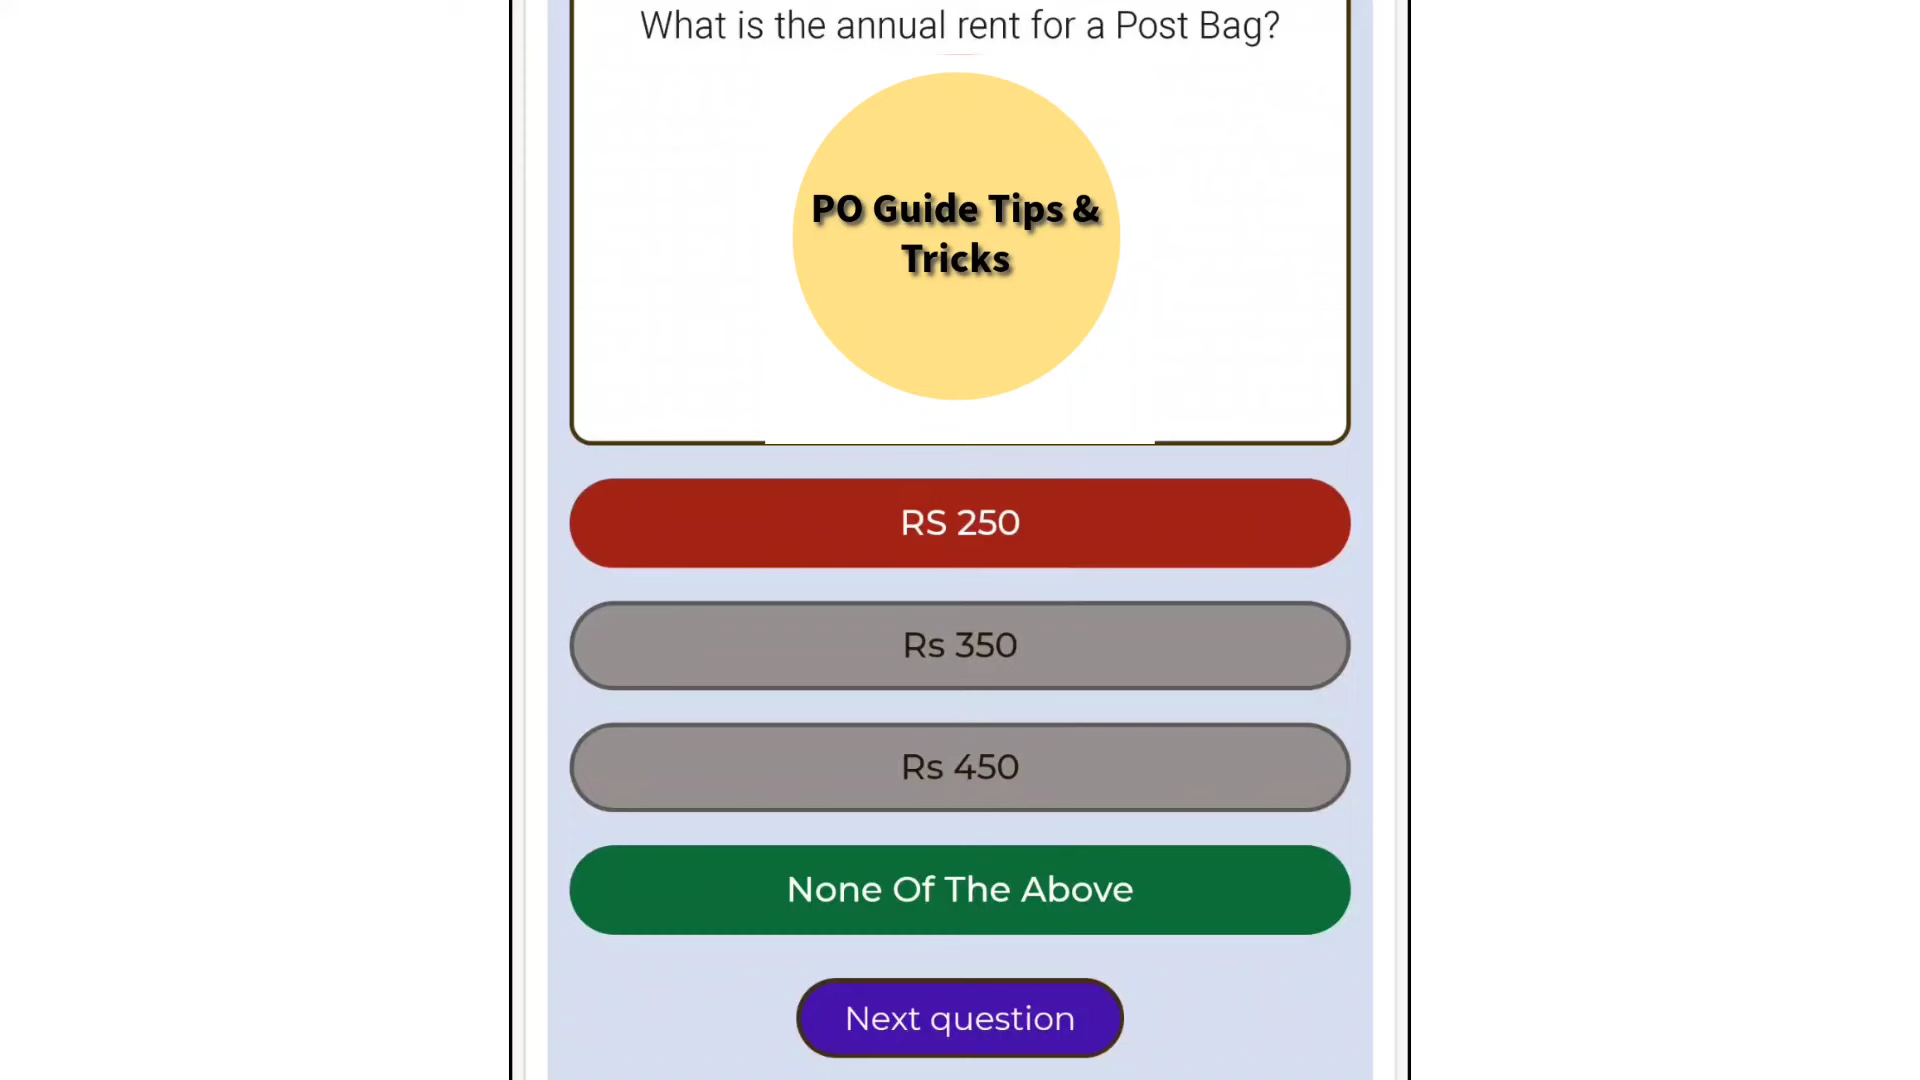 What is the annual rent for a Post Bag?
PO Guide Tips &
Tricks
RS 250
Rs 350
Rs 450
None Of The Above
Next question